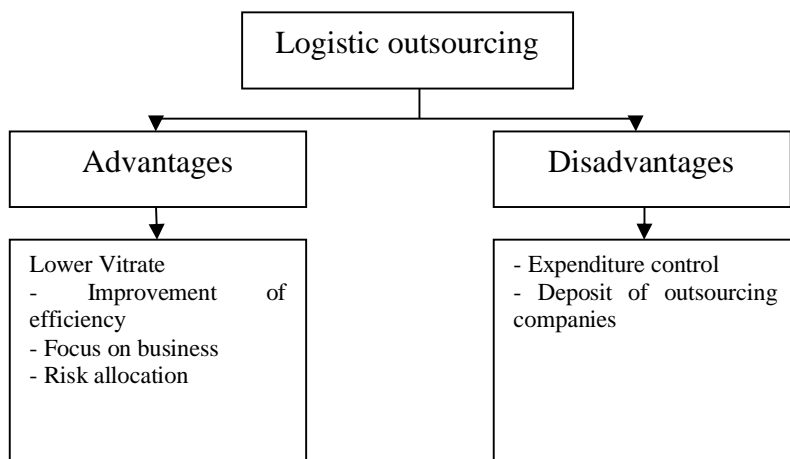 Logistic outsourcing
Advantages
Disadvantages
Lower Vitrate
- Improvement of
efficiency
- Focus on business
- Risk allocation
- Expenditure control
- Deposit of outsourcing
companies